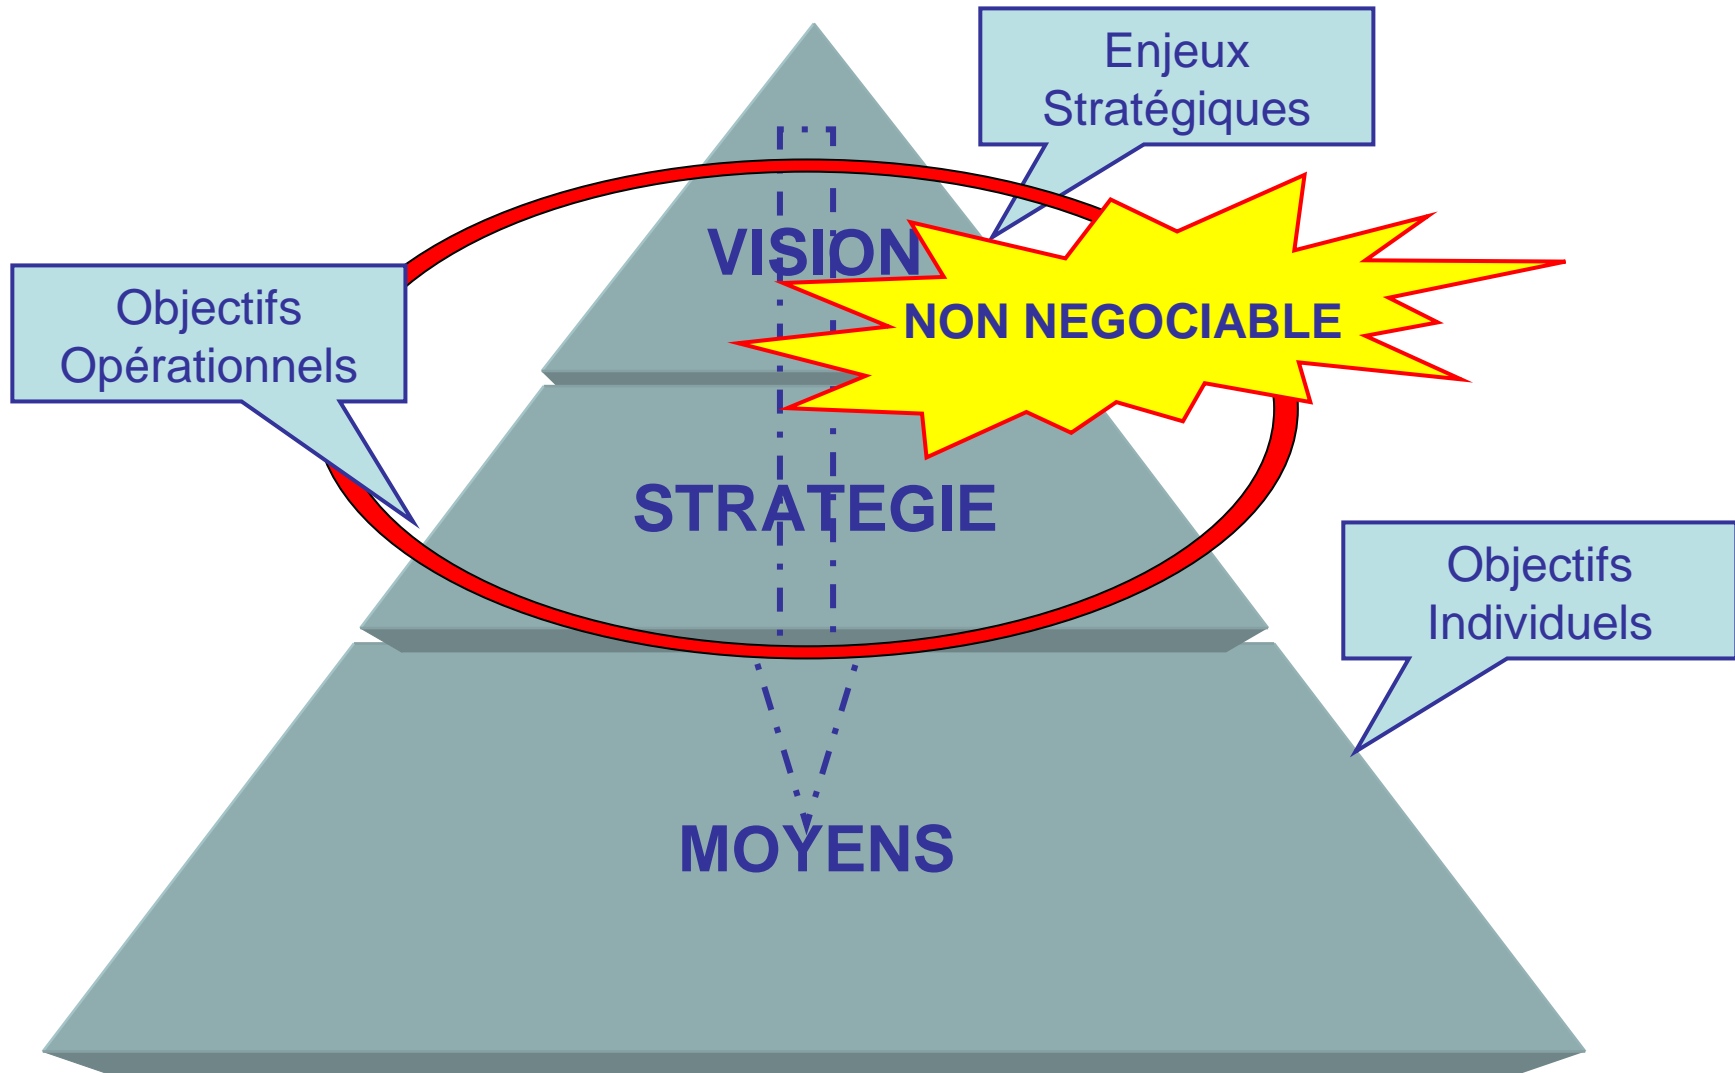 Enjeux
Stratégiques
VISION
NON NEGOCIABLE
Objectifs
Opérationnels
STRATEGIE
Objectifs
Individuels
MOYENS